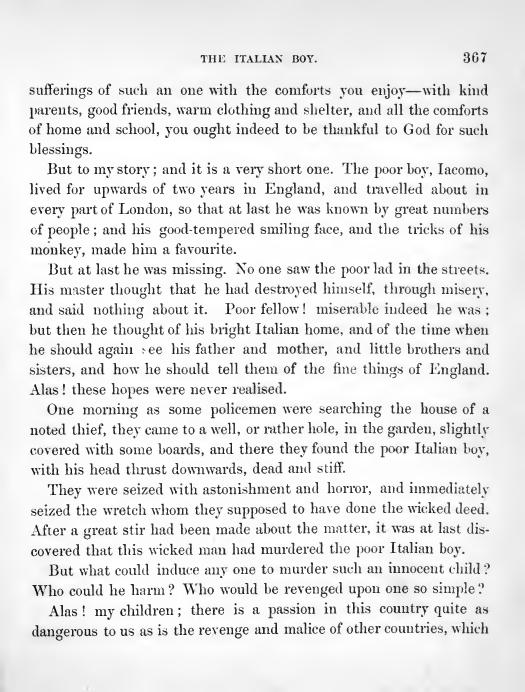 THE ITALIAN BOY. 367
sufferings of such an one with the comforts you enjoy—with kind
parents, good friends, warm clothing and shelter, and all the comforts
of home and school, you ought indeed to be thankful to God for such
blessings.
But to my story; and it is a very short one. The poor boy, Iacomo,
lived for upwards of two years in England, and travelled about in
every part of London, so that at last he was known by great numbers
of people; and his good-tempered smiling face, and the tricks of his
monkey, made him a favourite.
But at last he was missing. No one saw the poor lad in the streets.
His master thought that he had destroyed himself, through misery,
and said nothing about it. Poor fellow! miserable indeed he was;
but then he thought of his bright Italian home, and of the time when
he should again see his father and mother, and little brothers and
sisters, and how he should tell them of the fine things of England.
Alas! these hopes were never realised.
One morning as some policemen were searching the house of a
noted thief, they came to a well, or rather hole, in the garden, slightly
covered with some boards, and there they found the poor Italian boy,
with his head thrust downwards, dead and stiff.
They were seized with astonishment and horror, and immediately
seized the wretch whom they supposed to have done the wicked deed.
After a great stir had been made about the matter, it was at last dis-
covered that this wicked man had murdered the poor Italian boy.
But what could induce any one to murder such an innocent child?
Who could he harm? Who would be revenged upon one so simple?
Alas! my children; there is a passion in this country quite as
dangerous to us as is the revenge and malice of other countries, which